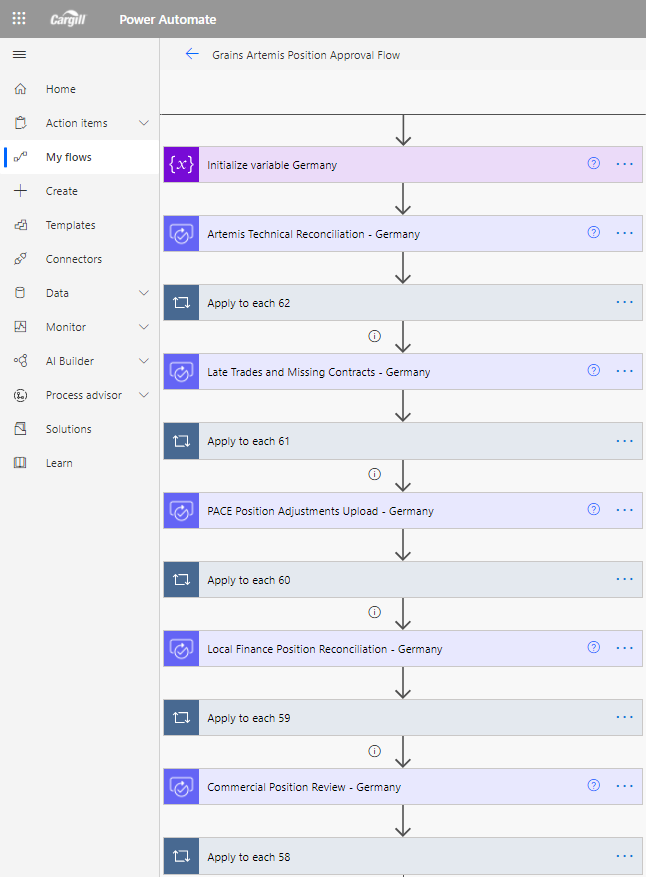 Cargill Power Automate
Grains Artemis Position Approval Flow
Home
Action items
My flows
Create
Templates
Connectors
Data
Monitor
AI Builder
Process advisor
Solutions
Learn
{x} Initialize variable Germany
Artemis Technical Reconciliation - Germany
Apply to each 62
Late Trades and Missing Contracts - Germany
Apply to each 61
PACE Position Adjustments Upload - Germany
Apply to each 60
Local Finance Position Reconciliation - Germany
Apply to each 59
Commercial Position Review - Germany
Apply to each 58